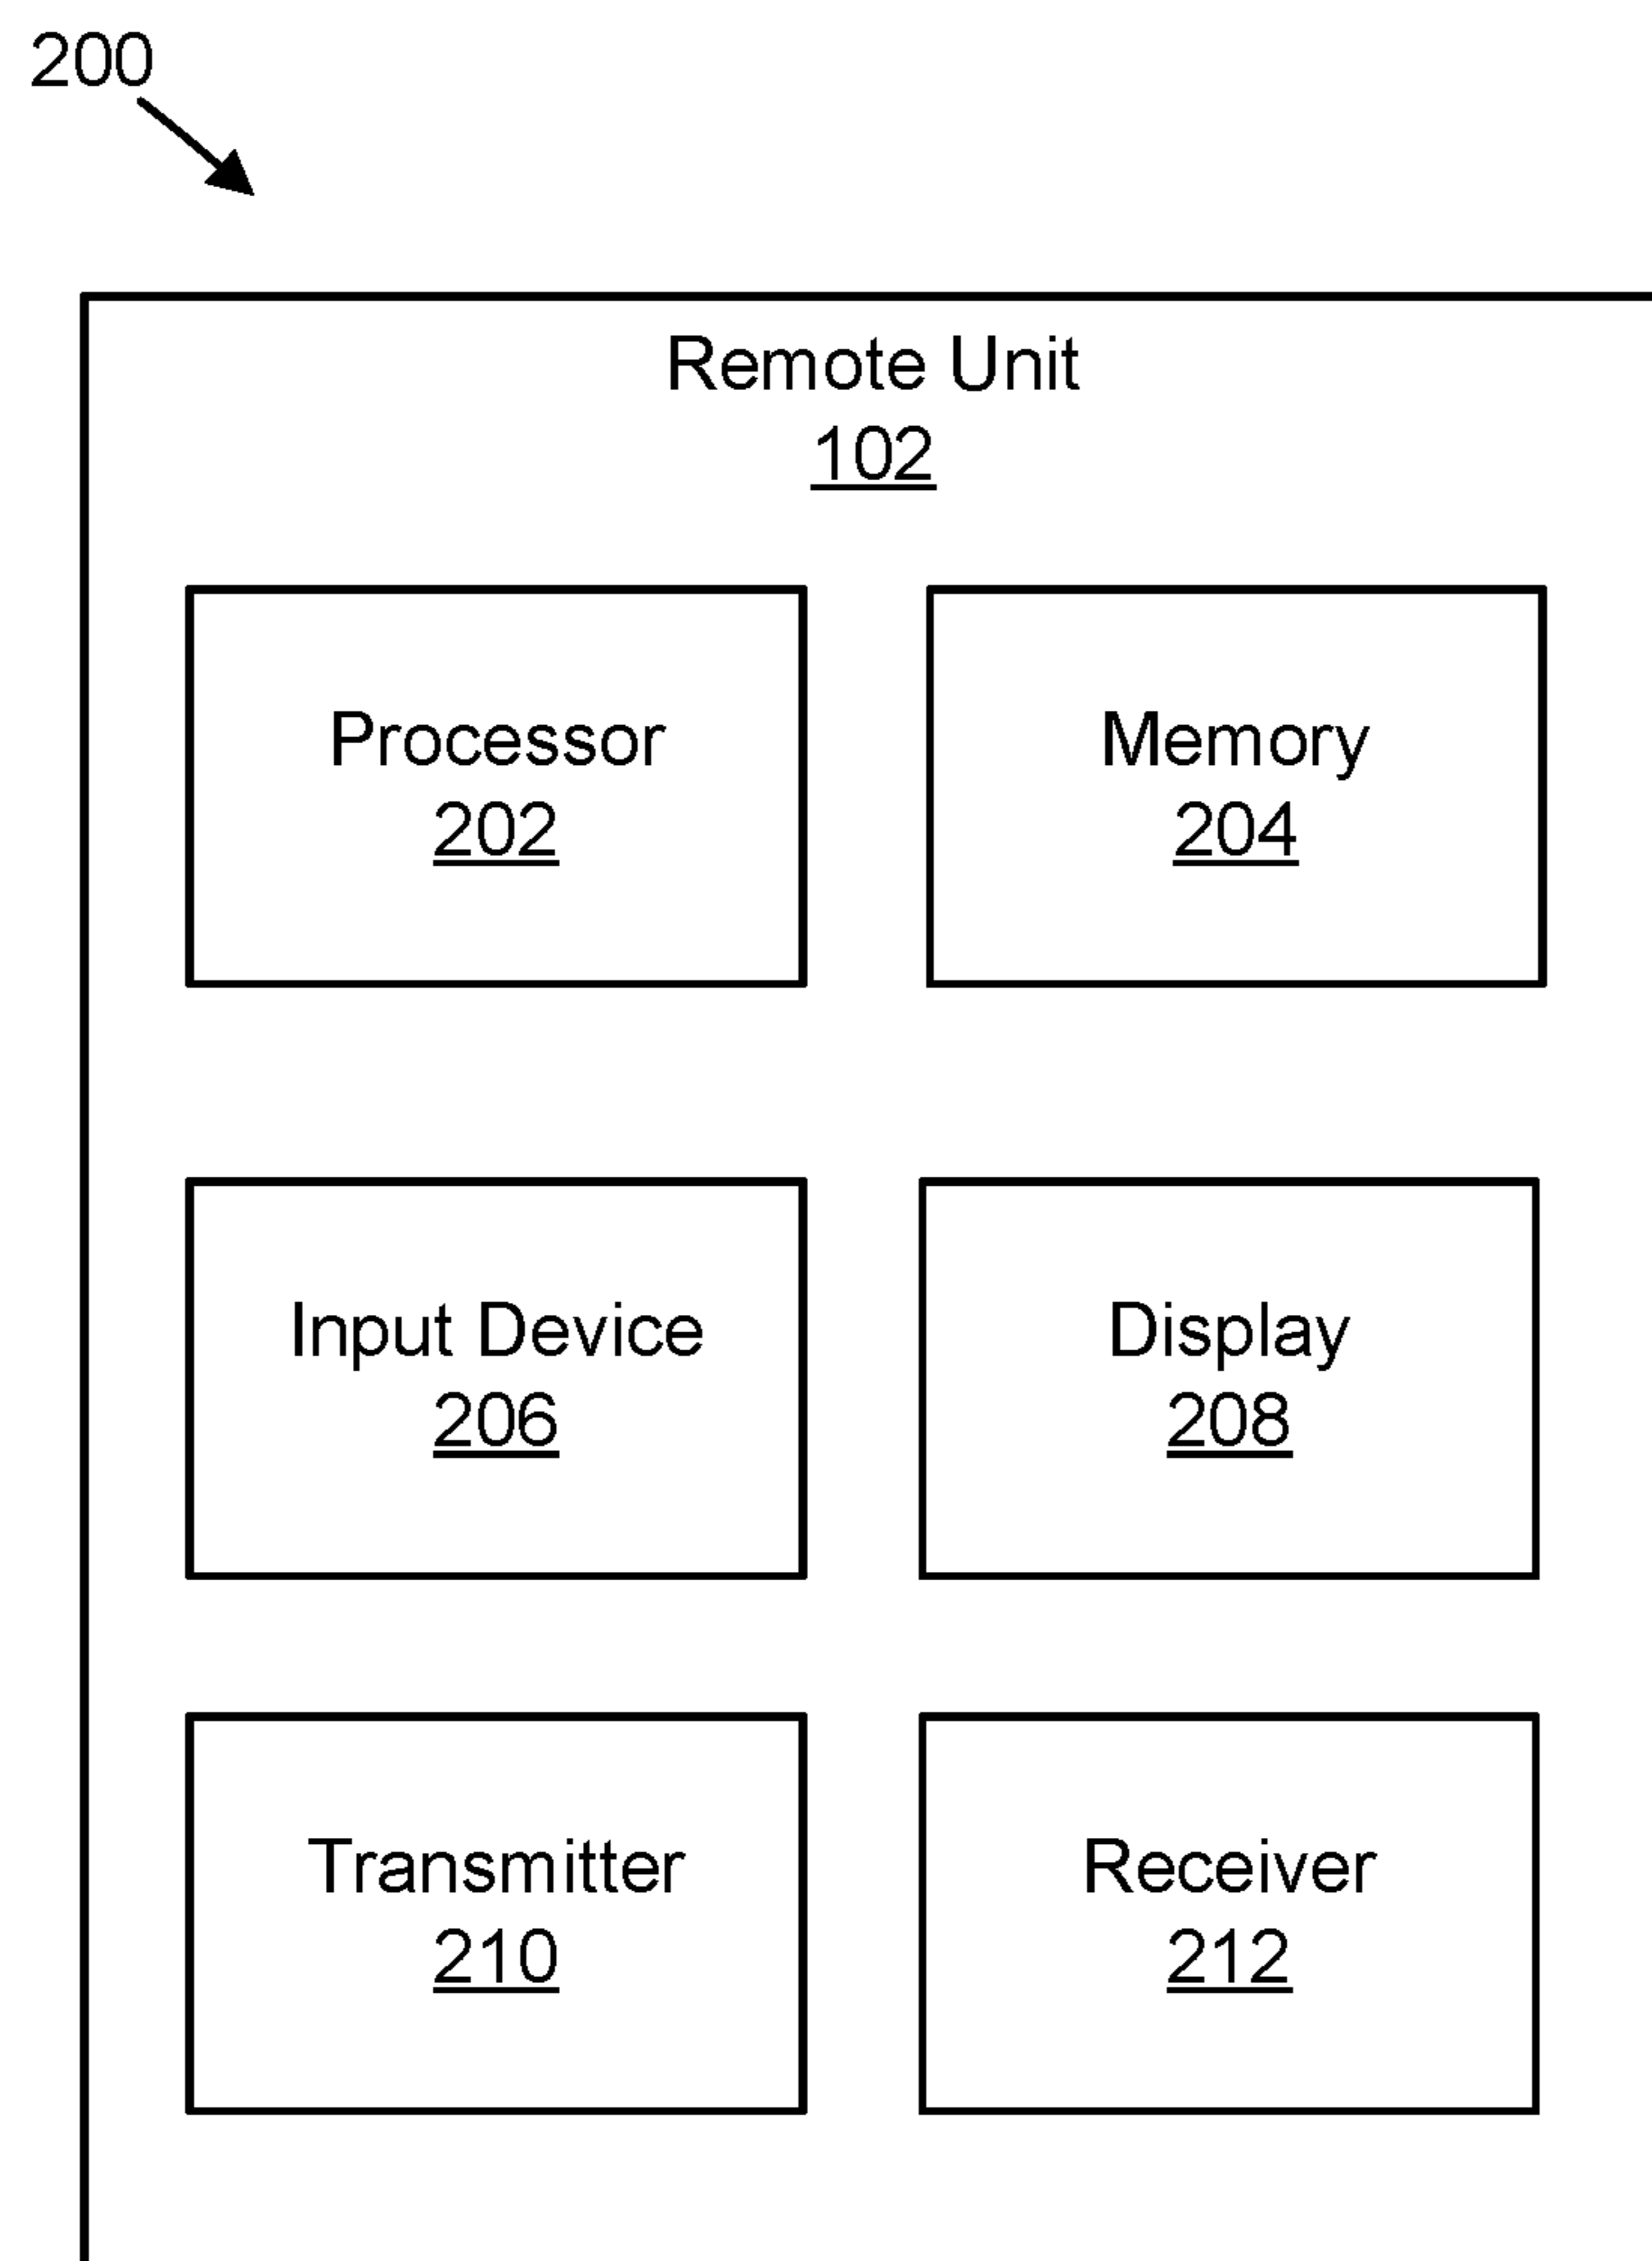 200
Remote Unit
102
Processor
202
Memory
204
Input Device
206
Display
208
Transmitter
210
Receiver
212